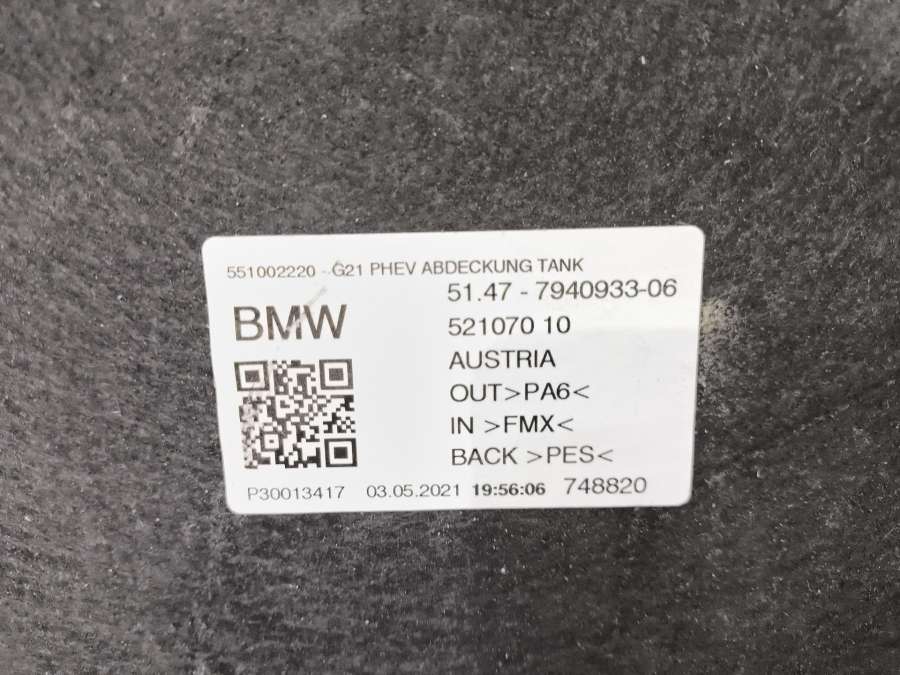 551002220 - G21 PHEV ABDECKUNG TANK
BMW
51.47 - 7940933-06
521070 10
AUSTRIA
OUT>PA6<
IN >FMX<
BACK >PES<
P30013417 03.05.2021 19:56:06 748820